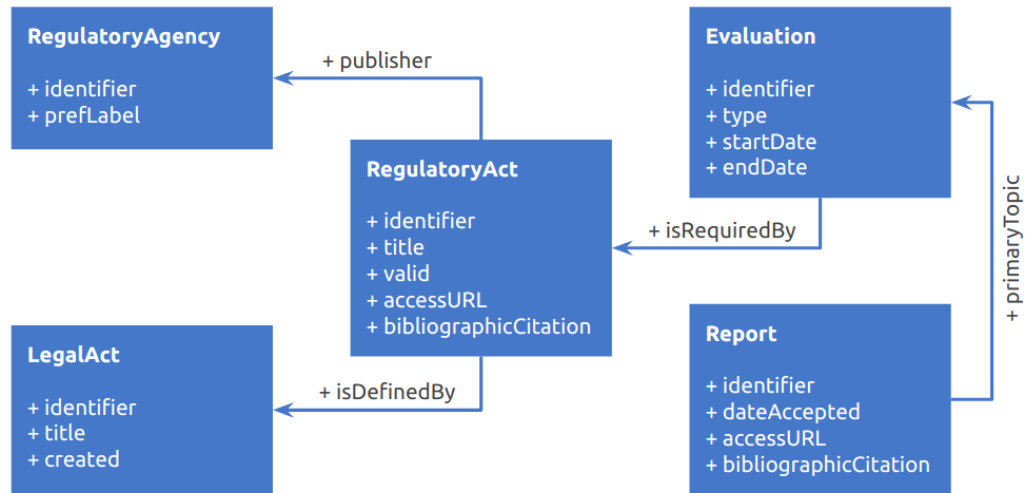 RegulatoryAgency
+ identifier
+ prefLabel
+ publisher
RegulatoryAct
+ identifier
+ title
+ valid
+ accessURL
+ bibliographicCitation
Evaluation
+ identifier
+ type
+ startDate
+ endDate
+ isRequiredBy
+ primaryTopic
LegalAct
+ identifier
+ title
+ created
+ isDefinedBy
Report
+ identifier
+ dateAccepted
+ accessURL
+ bibliographicCitation